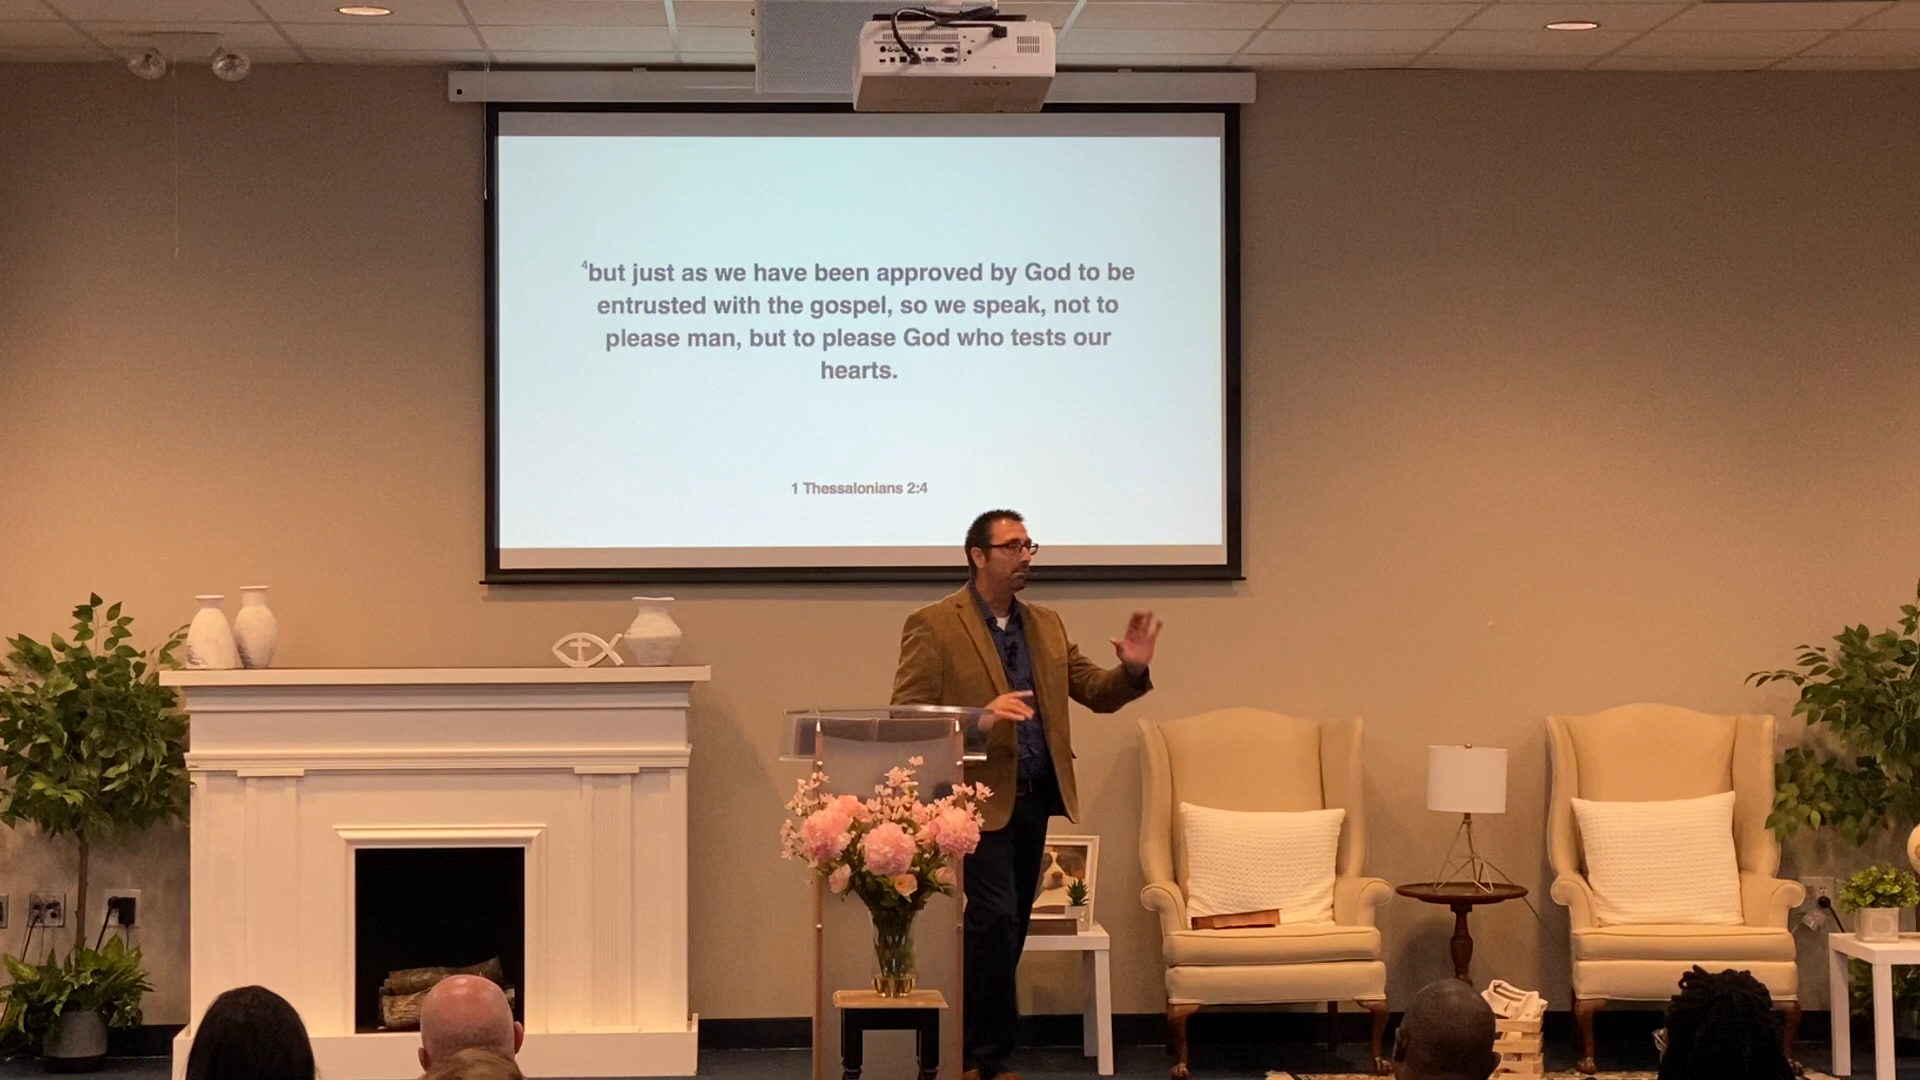 ⁴but just as we have been approved by God to be
entrusted with the gospel, so we speak, not to
please man, but to please God who tests our
hearts.
1 Thessalonians 2:4